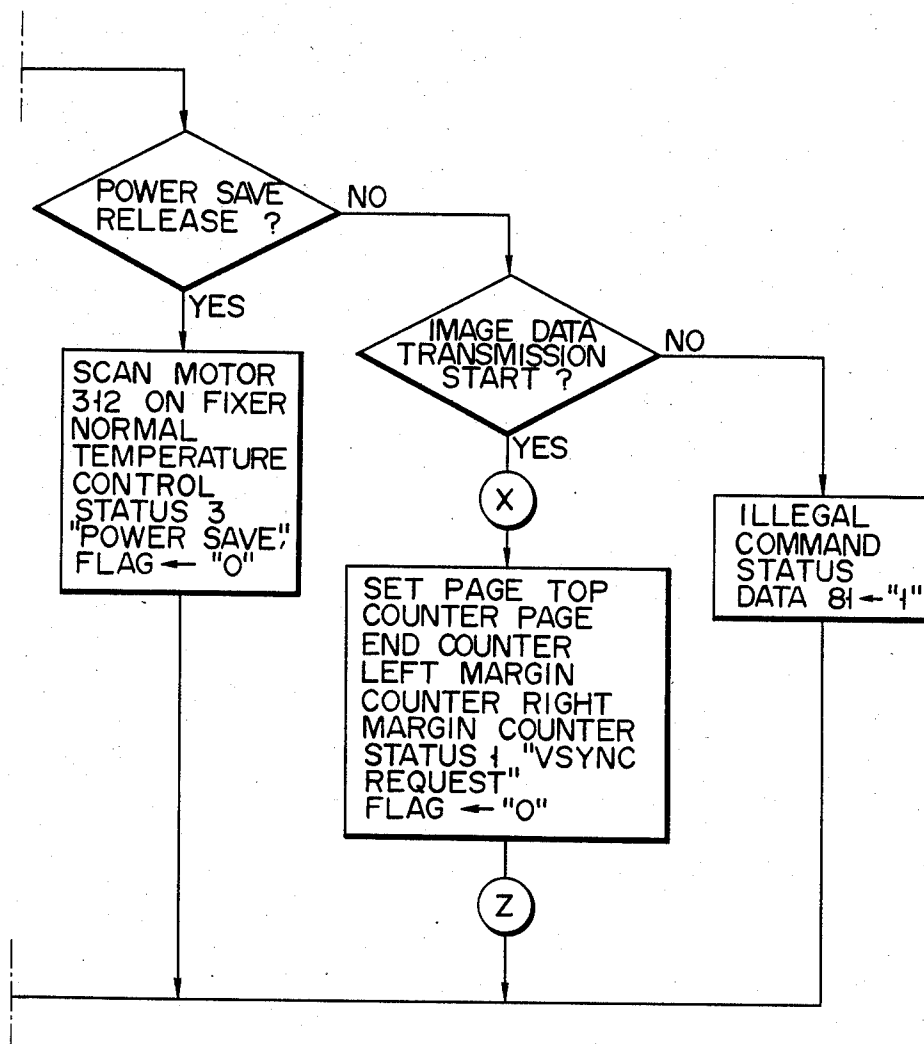 POWER SAVE
RELEASE ?
NO
YES
SCAN MOTOR
312 ON FIXER
NORMAL
TEMPERATURE
CONTROL
STATUS 3
"POWER SAVE",
FLAG ← "0"
IMAGE DATA
TRANSMISSION
START ?
NO
YES
X
SET PAGE TOP
COUNTER PAGE
END COUNTER
LEFT MARGIN
COUNTER RIGHT
MARGIN COUNTER
STATUS 1 "VSYNC
REQUEST"
FLAG ← "0"
Z
ILLEGAL
COMMAND
STATUS
DATA 81 ← "1"